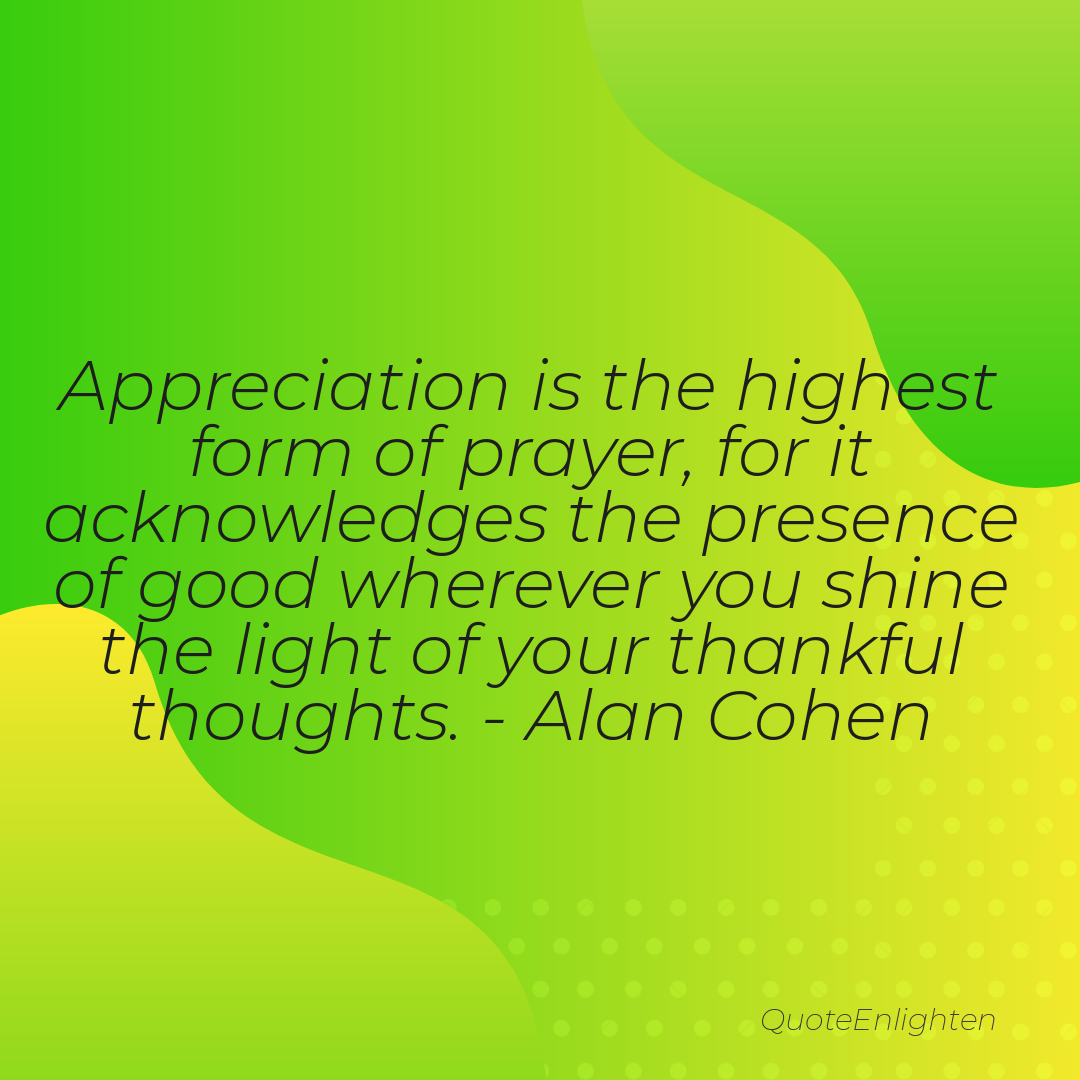 Appreciation is the highest
form of prayer, for it
acknowledges the presence
of good wherever you shine
the light of your thankful
thoughts. - Alan Cohen
QuoteEnlighten